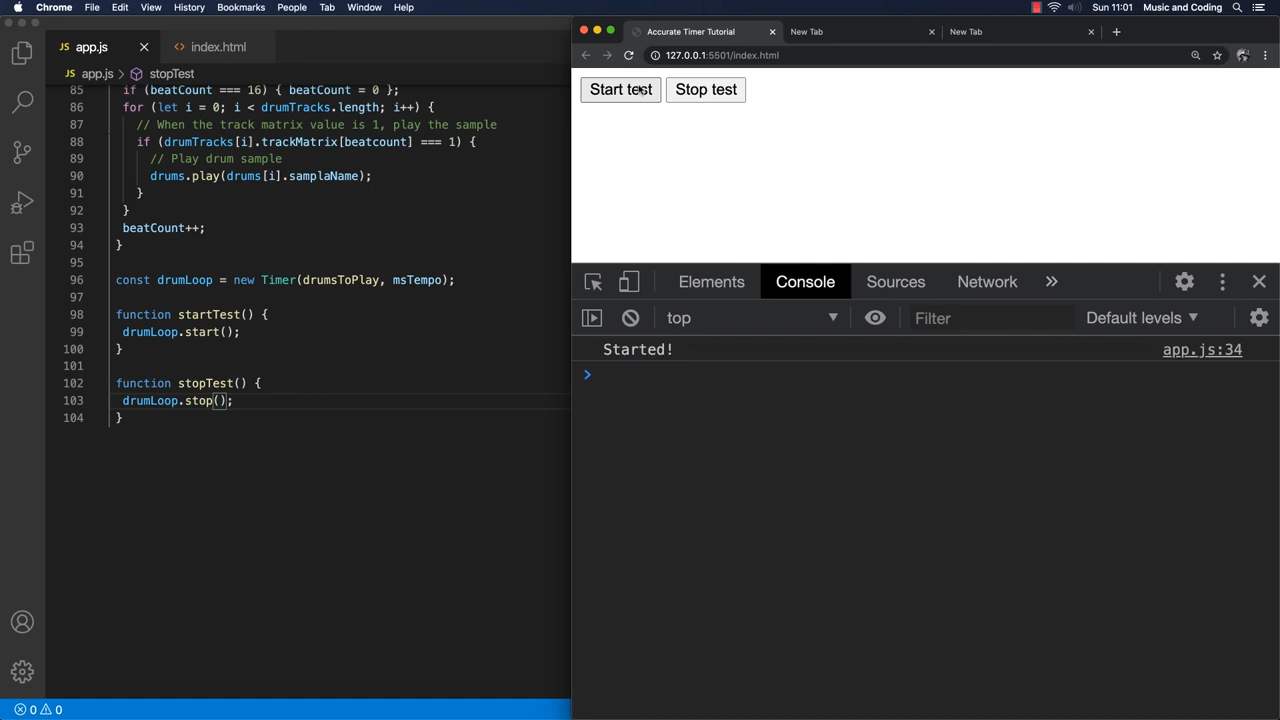 Chrome File Edit View History Bookmarks People Tab Window Help Sun 11:01 Music and Coding
app.js index.html
app.js > stopTest
85 if (beatCount === 16) { beatCount = 0 };
86 for (let i = 0; i < drumTracks.length; i++) {
87 // When the track matrix value is 1, play the sample
88 if (drumTracks[i].trackMatrix[beatcount] === 1) {
89 // Play drum sample
90 drums.play(drums[i].samplaName);
91 }
92 }
93 beatCount++;
94 }
95
96 const drumLoop = new Timer(drumsToPlay, msTempo);
97
98 function startTest() {
99 drumLoop.start();
100 }
101
102 function stopTest() {
103 drumLoop.stop();
104 }
0 0
Accurate Timer Tutorial New Tab New Tab
127.0.0.1:5501/index.html
Start test Stop test
Elements Console Sources Network
top Filter Default levels
Started! app.js:34